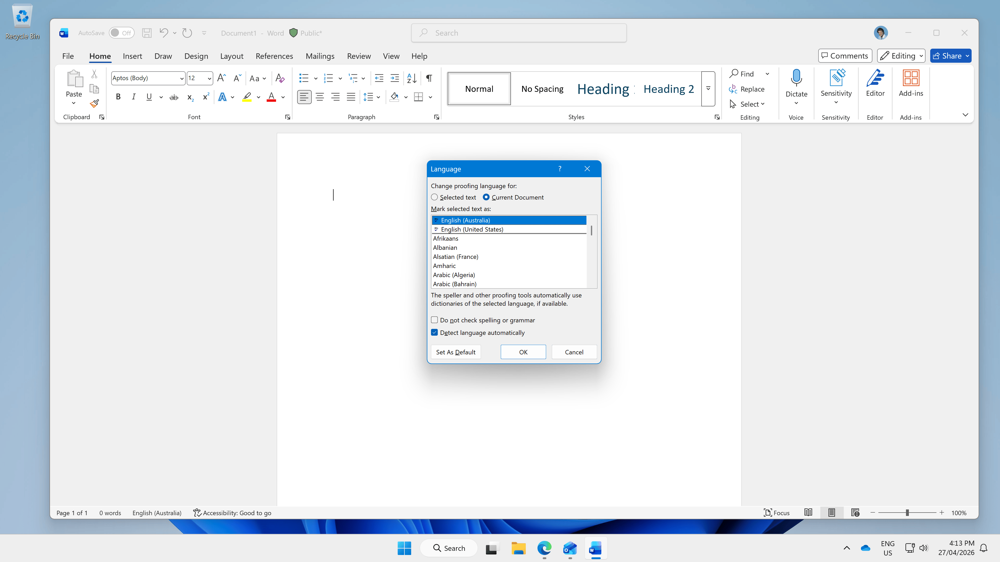 Recycle Bin
AutoSave Off Document1 - Word Public* Search
File Home Insert Draw Design Layout References Mailings Review View Help Comments Editing Share
Paste
Clipboard
Aptos (Body) 12
Font
Paragraph
Normal No Spacing Heading Heading 2
Styles
Find
Replace
Select
Editing
Dictate
Voice
Sensitivity
Sensitivity
Editor
Editor
Add-ins
Add-ins
Language
Change proofing language for:
Selected text Current Document
Mark selected text as:
English (Australia)
English (United States)
Afrikaans
Albanian
Alsatian (France)
Amharic
Arabic (Algeria)
Arabic (Bahrain)
The speller and other proofing tools automatically use
dictionaries of the selected language, if available.
Do not check spelling or grammar
Detect language automatically
Set As Default OK Cancel
Page 1 of 1 0 words English (Australia) Accessibility: Good to go Focus 100%
Search
ENG
US
4:13 PM
27/04/2026